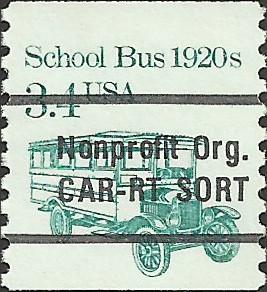 School Bus 1920s
3.4 USA
Nonprofit Org.
CAR-RT SORT